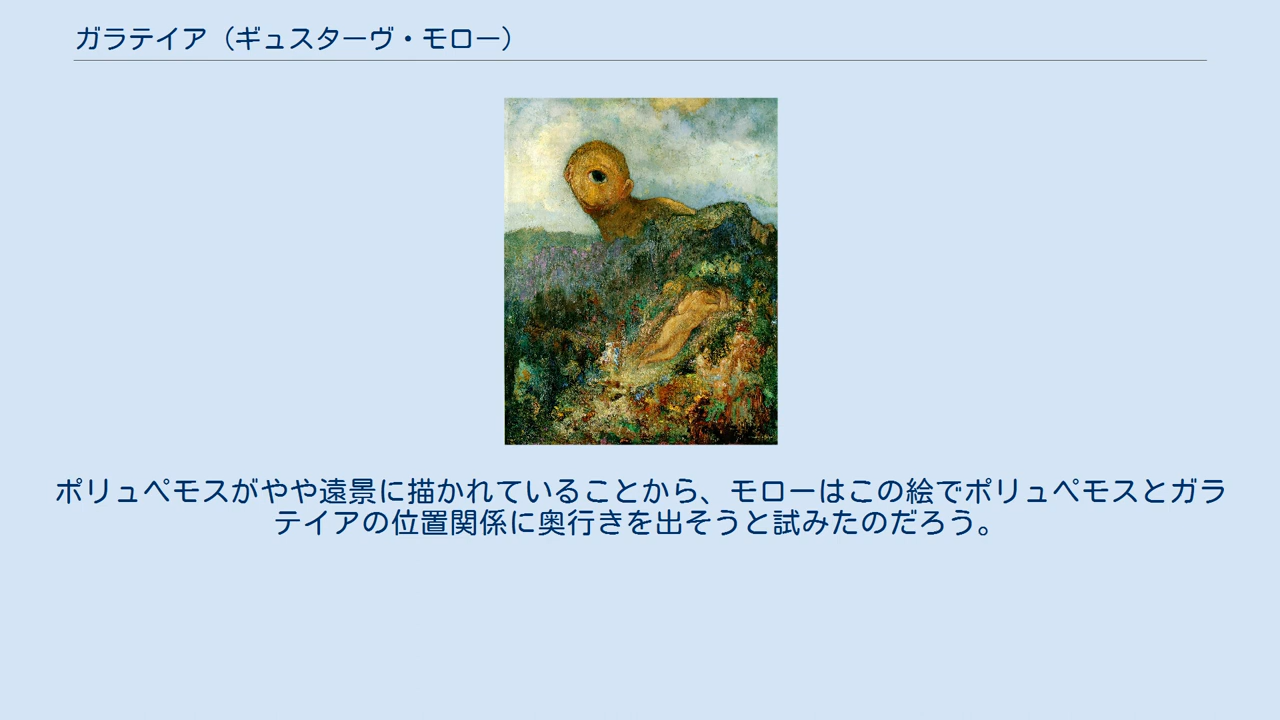 ガラテイア（ギュスターヴ・モロー）
ポリュペモスがやや遠景に描かれていることから、モローはこの絵でポリュペモスとガラ
テイアの位置関係に奥行きを出そうと試みたのだろう。